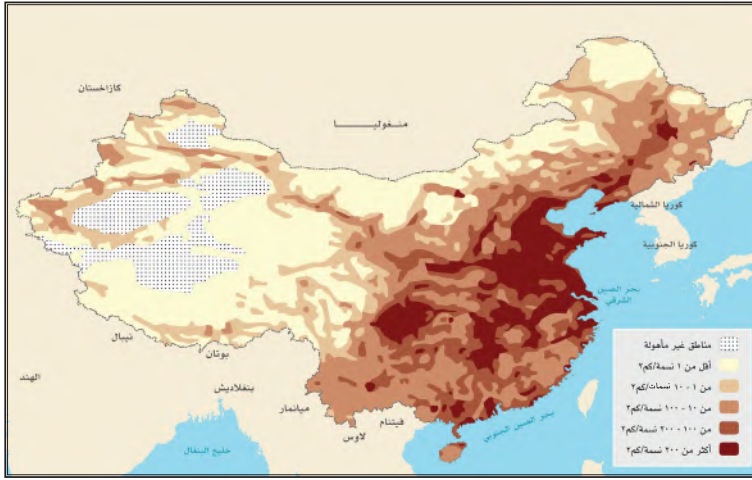 كازاخستان
منغوليـــــا
كوريا الشمالية
كوريا الجنوبية
بحر الصين
الشرقي
نيبال
بوتان
الهند
بنغلاديش
ميانمار
فيتنام
لاوس
بحر الصين الجنوبي
خليج البنغال
مناطق غير مأهولة
أقل من ١ نسمة/كم٢
من ١ - ١٠ نسمات/كم٢
من ١٠ - ١٠٠ نسمة/كم٢
من ١٠٠ - ٢٠٠ نسمة/كم٢
أكثر من ٢٠٠ نسمة/كم٢